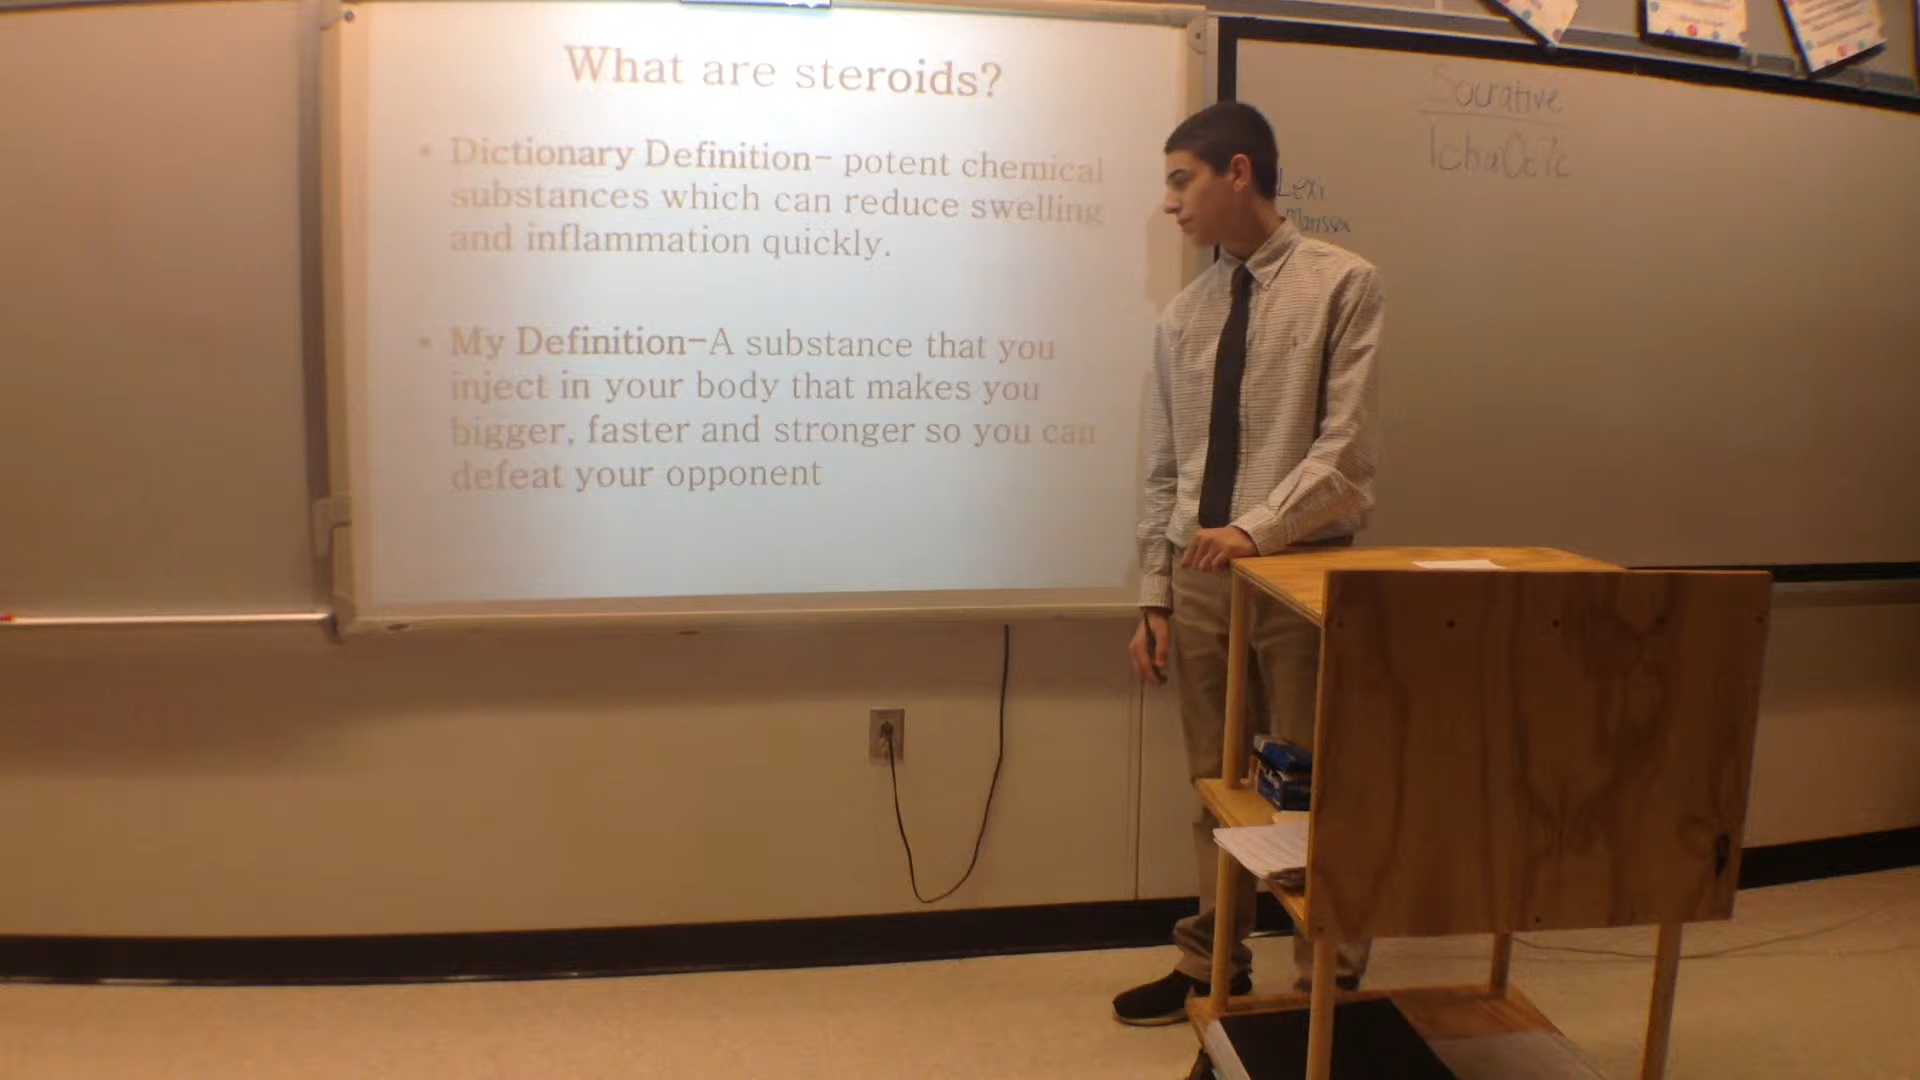 What are steroids?
• Dictionary Definition- potent chemical
substances which can reduce swelling
and inflammation quickly.
• My Definition-A substance that you
inject in your body that makes you
bigger, faster and stronger so you can
defeat your opponent
Socrative
Lexi
Marissa